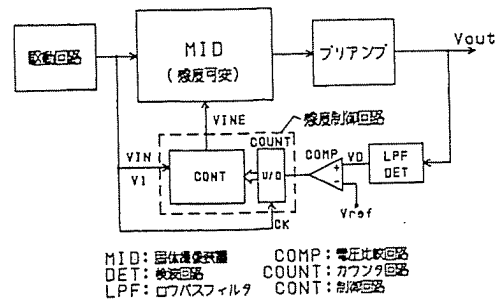 MID
(感度可変)
駆動回路
プリアンプ
Vout
VINE
感度制御回路
VIN
V1
CONT
COUNT
U/D
COMP
+
-
VD
LPF
DET
Vref
CK
MID:固体撮像装置
COMP:電圧比較回路
DET:検波回路
COUNT:カウンタ回路
LPF:ロウパスフィルタ
CONT:制御回路